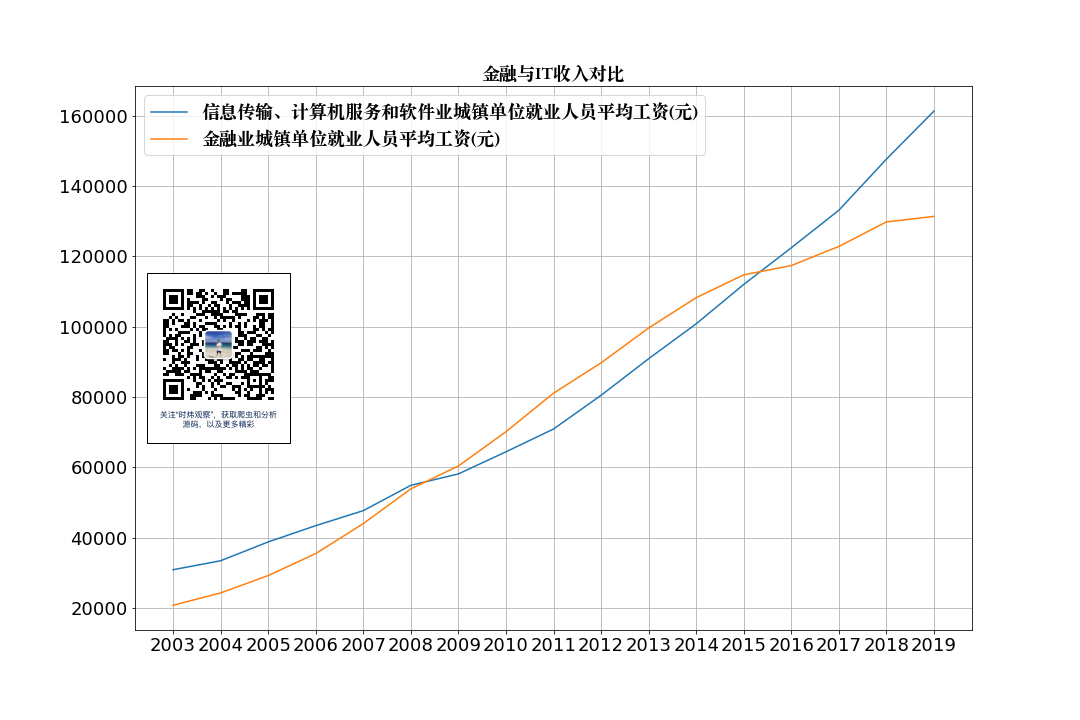 金融与IT收入对比
信息传输、计算机服务和软件业城镇单位就业人员平均工资(元)
金融业城镇单位就业人员平均工资(元)
160000
140000
120000
100000
80000
60000
40000
20000
关注"时炜观察"，获取爬虫和分析
源码，以及更多精彩
2003 2004 2005 2006 2007 2008 2009 2010 2011 2012 2013 2014 2015 2016 2017 2018 2019